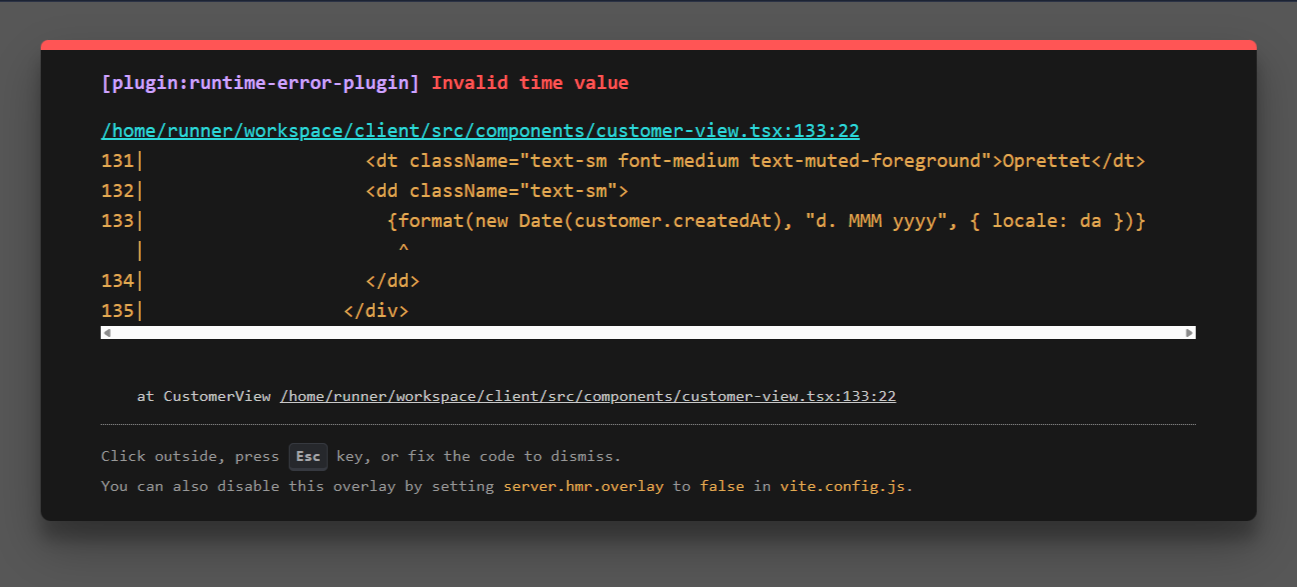 [plugin:runtime-error-plugin] Invalid time value
/home/runner/workspace/client/src/components/customer-view.tsx:133:22
131|                    <dt className="text-sm font-medium text-muted-foreground">Oprettet</dt>
132|                    <dd className="text-sm">
133|                      {format(new Date(customer.createdAt), "d. MMM yyyy", { locale: da })}
   |                       ^
134|                    </dd>
135|                  </div>
at CustomerView /home/runner/workspace/client/src/components/customer-view.tsx:133:22
Click outside, press Esc key, or fix the code to dismiss.
You can also disable this overlay by setting server.hmr.overlay to false in vite.config.js.